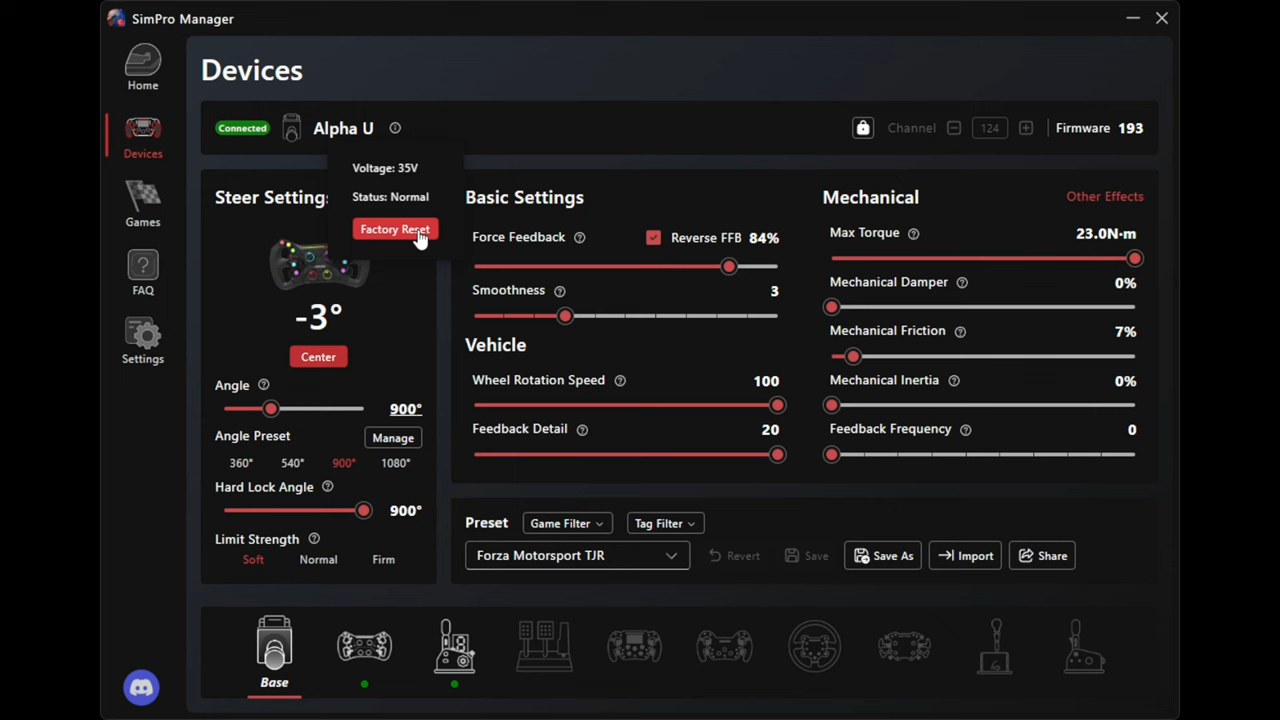 SimPro Manager
Home
Devices
Games
FAQ
Settings
Devices
Connected
Alpha U
Channel
124
Firmware 193
Voltage: 35V
Status: Normal
Factory Reset
Steer Settings
-3°
Center
Angle
900°
Angle Preset
Manage
360° 540° 900° 1080°
Hard Lock Angle
900°
Limit Strength
Soft Normal Firm
Basic Settings
Force Feedback
Reverse FFB 84%
Smoothness
3
Vehicle
Wheel Rotation Speed
100
Feedback Detail
20
Mechanical
Other Effects
Max Torque
23.0N·m
Mechanical Damper
0%
Mechanical Friction
7%
Mechanical Inertia
0%
Feedback Frequency
0
Preset
Game Filter
Tag Filter
Forza Motorsport TJR
Revert
Save
Save As
Import
Share
Base